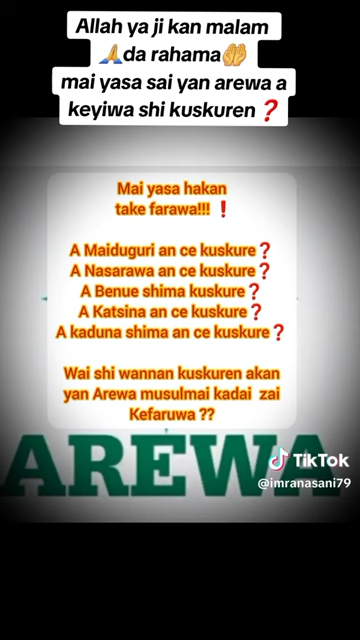 Allah ya ji kan malam
🙏da rahama🤲
mai yasa sai yan arewa a
keyiwa shi kuskuren❓
Mai yasa hakan
take farawa!!! ❗
A Maiduguri an ce kuskure❓
A Nasarawa an ce kuskure❓
A Benue shima kuskure❓
A Katsina an ce kuskure❓
A kaduna shima an ce kuskure❓
Wai shi wannan kuskuren akan
yan Arewa musulmai kadai zai
Kefaruwa ??
AREWA
TikTok
@imranasani79